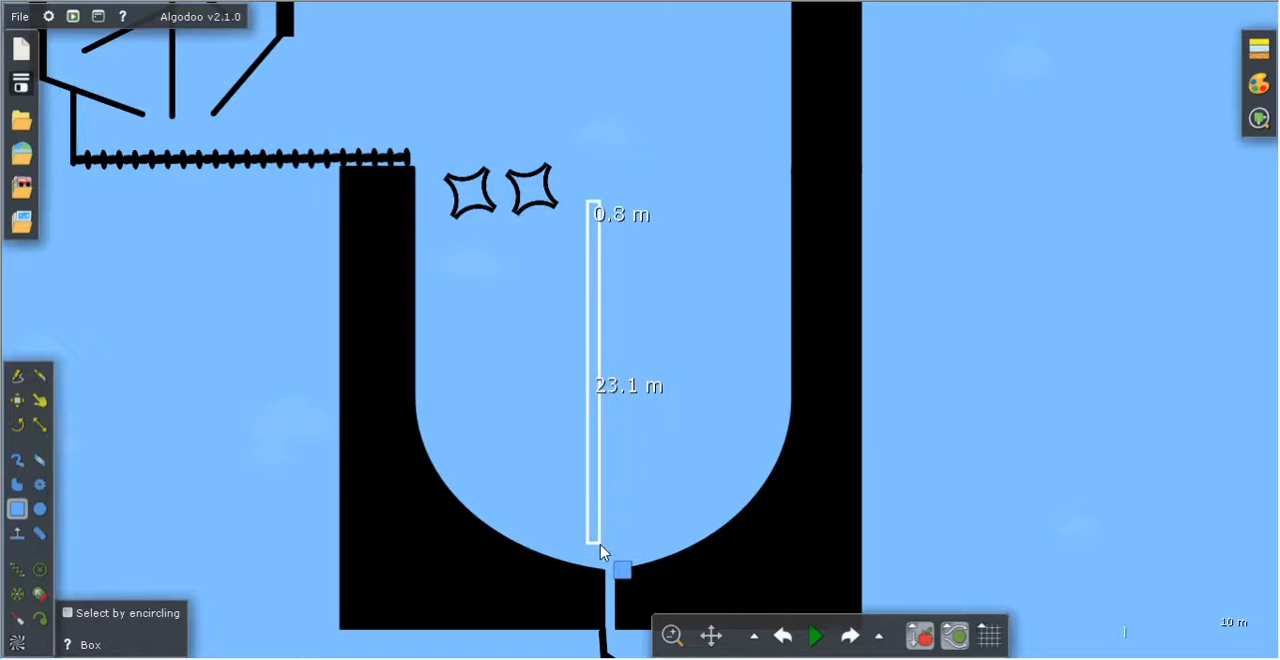 File ? Algodoo v2.1.0
0.8 m
23.1 m
Select by encircling
? Box
10 m